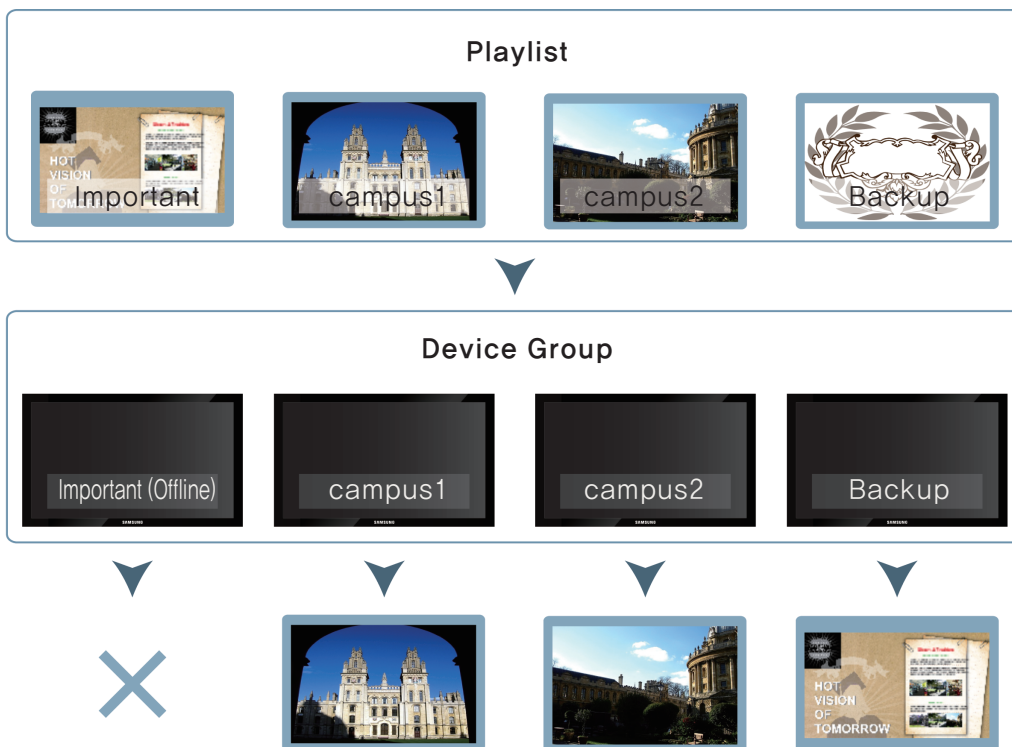 Playlist
HOT
VISION
OF
TOMORROW
Important
campus1
campus2
Backup
Device Group
Important (Offline)
campus1
campus2
Backup
SAMSUNG
SAMSUNG
SAMSUNG
SAMSUNG
HOT
VISION
OF
TOMORROW